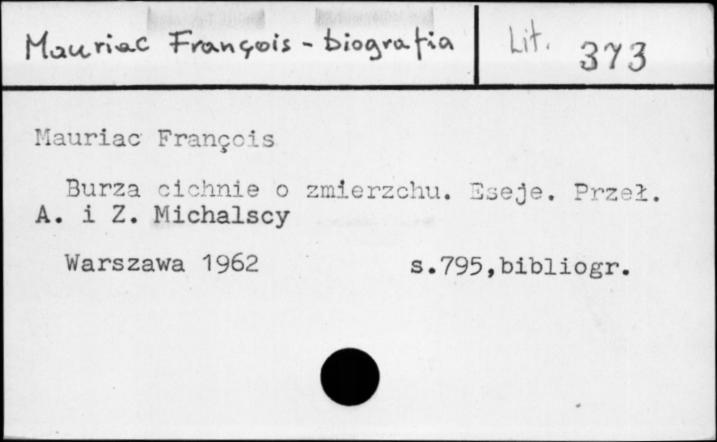 Mauriac François - biografia
Lit. 373
Mauriac François
Burza cichnie o zmierzchu. Eseje. Przeł.
A. i Z. Michalscy
Warszawa 1962 s.795,bibliogr.